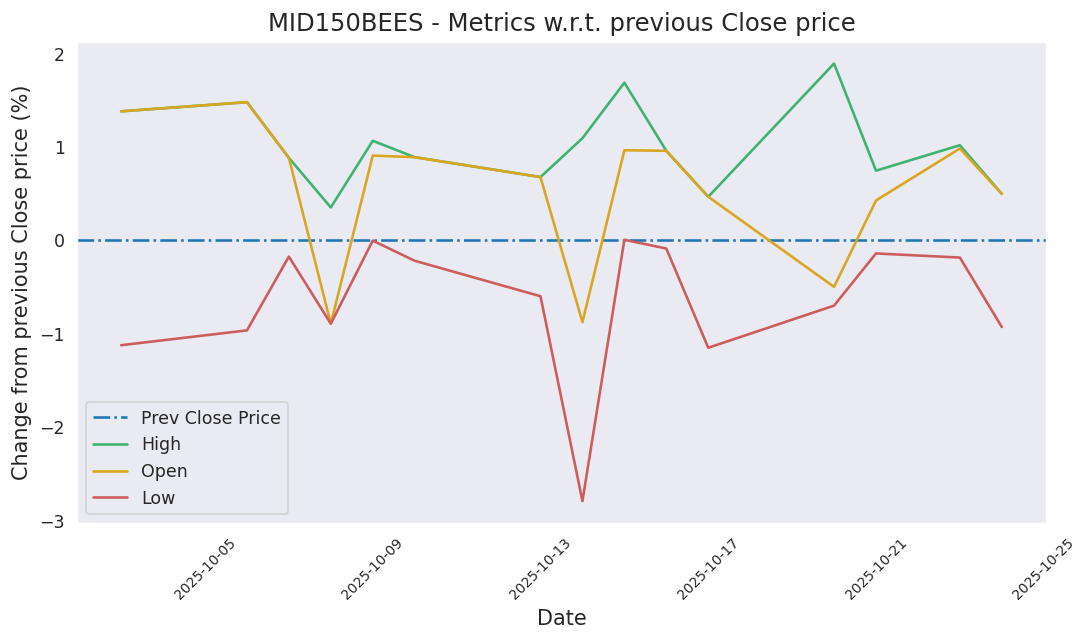 MID150BEES - Metrics w.r.t. previous Close price
Change from previous Close price (%)
2
1
0
−1
−2
−3
Prev Close Price
High
Open
Low
2025-10-05
2025-10-09
2025-10-13
2025-10-17
2025-10-21
2025-10-25
Date